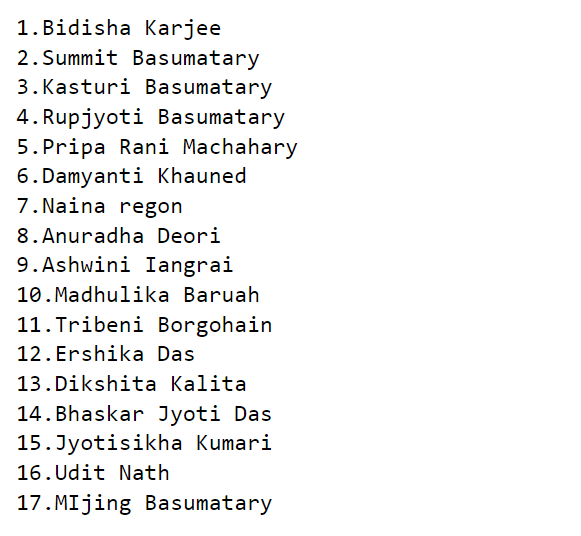 1.Bidisha Karjee
2.Summit Basumatary
3.Kasturi Basumatary
4.Rupjyoti Basumatary
5.Pripa Rani Machahary
6.Damyanti Khauned
7.Naina regon
8.Anuradha Deori
9.Ashwini Iangrai
10.Madhulika Baruah
11.Tribeni Borgohain
12.Ershika Das
13.Dikshita Kalita
14.Bhaskar Jyoti Das
15.Jyotisikha Kumari
16.Udit Nath
17.MIjing Basumatary